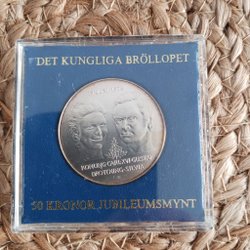 DET KUNGLIGA BRÖLLOPET
KONUNG CARL XVI GUSTAF
DROTTNING SILVIA
50 KRONOR JUBILEUMSMYNT